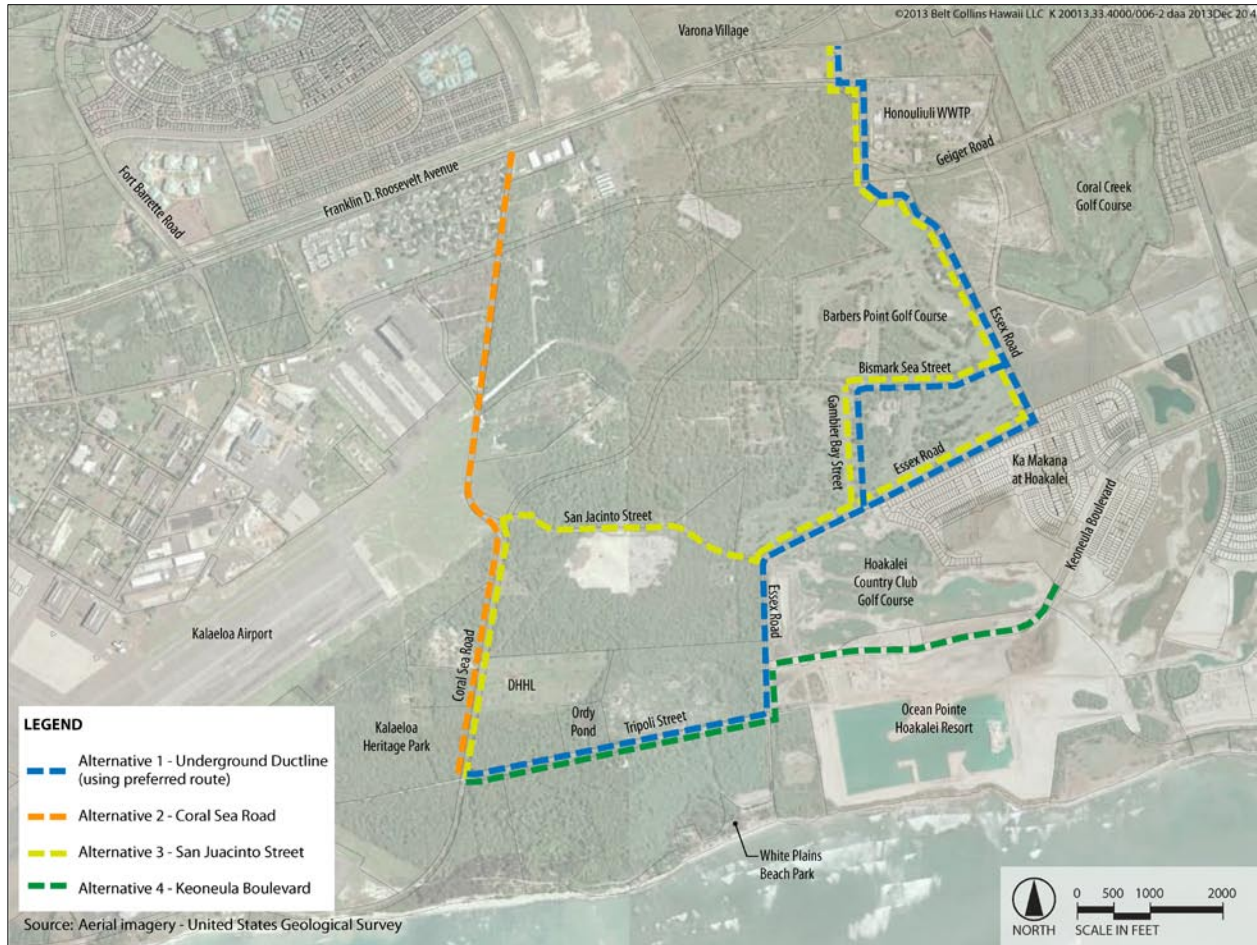 ©2013 Belt Collins Hawaii LLC K 20013.33.4000/006-2 daa 2013Dec 20 4
Varona Village
Honouliuli WWTP
Geiger Road
Coral Creek
Golf Course
Fort Barrette Road
Franklin D. Roosevelt Avenue
Barbers Point Golf Course
Essex Road
Bismark Sea Street
Gambier Bay Street
Essex Road
Ka Makana
at Hoakalei
Keoneula Boulevard
San Jacinto Street
Hoakalei
Country Club
Golf Course
Essex Road
Kalaeloa Airport
Coral Sea Road
DHHL
Ordy
Pond
Tripoli Street
Ocean Pointe
Hoakalei Resort
Kalaeloa
Heritage Park
White Plains
Beach Park
LEGEND
Alternative 1 - Underground Ductline
(using preferred route)
Alternative 2 - Coral Sea Road
Alternative 3 - San Juacinto Street
Alternative 4 - Keoneula Boulevard
Source: Aerial imagery - United States Geological Survey
NORTH
0 500 1000 2000
SCALE IN FEET